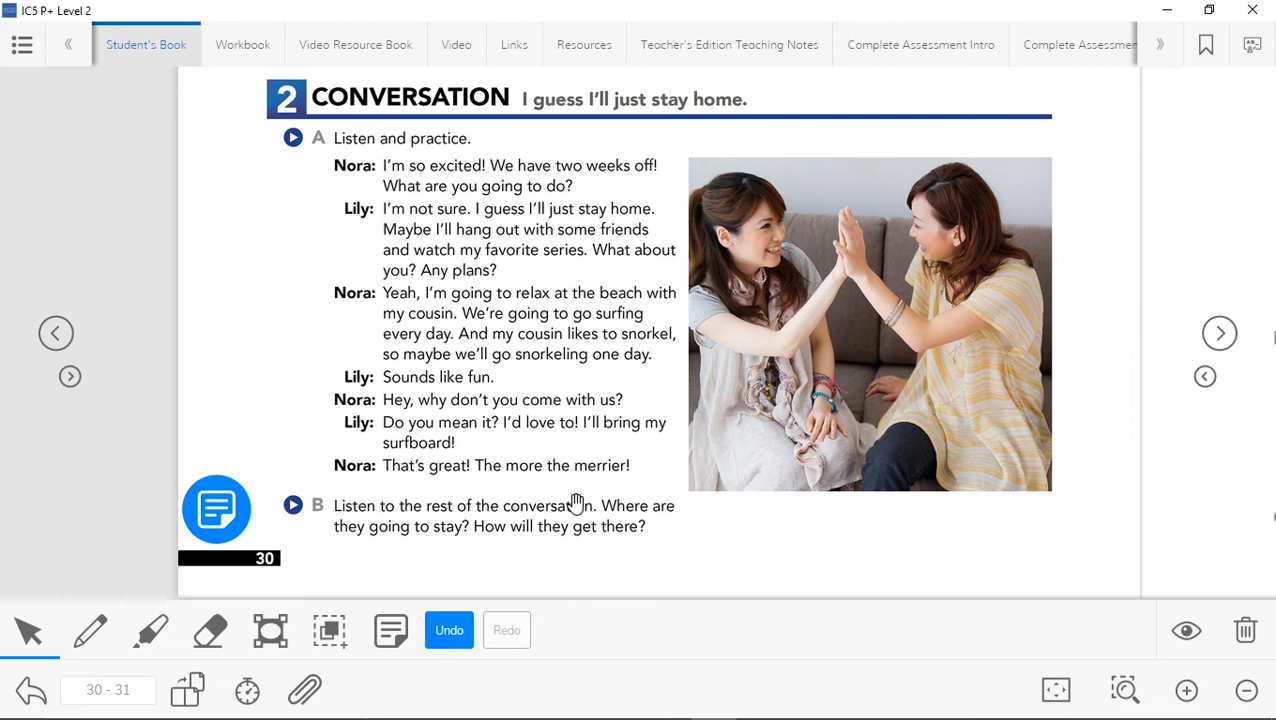 IC5 P+ Level 2
Student's Book
Workbook
Video Resource Book
Video
Links
Resources
Teacher's Edition Teaching Notes
Complete Assessment Intro
Complete Assessmen
2 CONVERSATION I guess I'll just stay home.
A Listen and practice.
Nora: I'm so excited! We have two weeks off!
What are you going to do?
Lily: I'm not sure. I guess I'll just stay home.
Maybe I'll hang out with some friends
and watch my favorite series. What about
you? Any plans?
Nora: Yeah, I'm going to relax at the beach with
my cousin. We're going to go surfing
every day. And my cousin likes to snorkel,
so maybe we'll go snorkeling one day.
Lily: Sounds like fun.
Nora: Hey, why don't you come with us?
Lily: Do you mean it? I'd love to! I'll bring my
surfboard!
Nora: That's great! The more the merrier!
B Listen to the rest of the conversation. Where are
they going to stay? How will they get there?
30
Undo
Redo
30 - 31